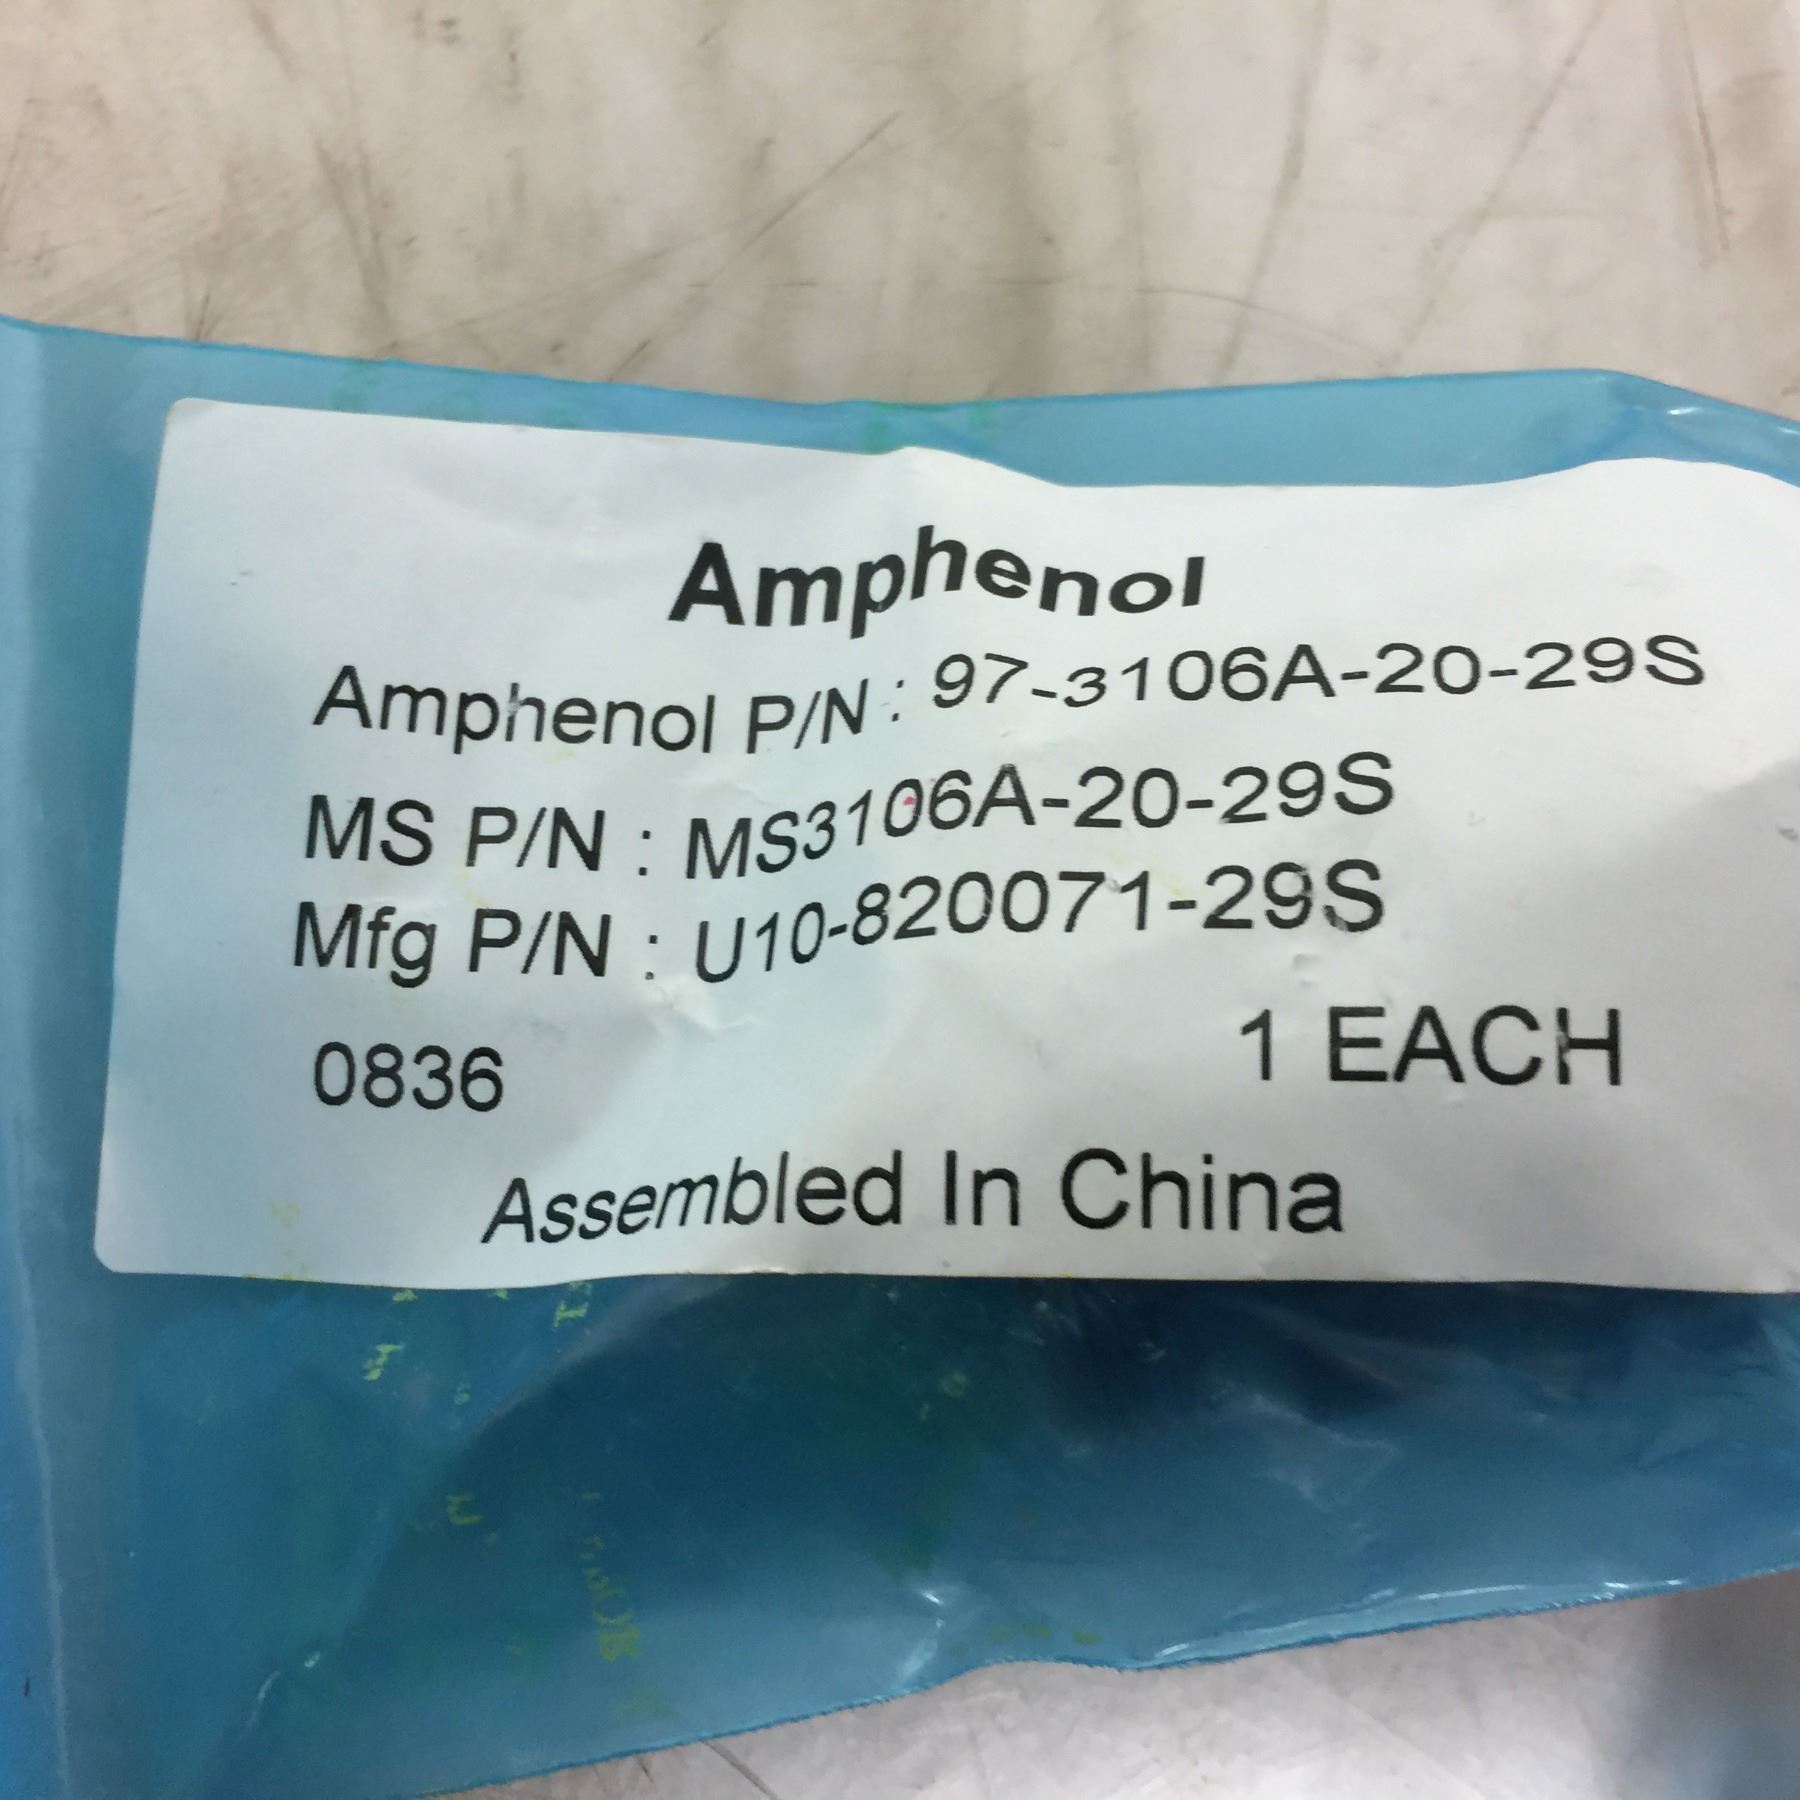 Amphenol
Amphenol P/N : 97-3106A-20-29S
MS P/N : MS3106A-20-29S
Mfg P/N : U10-820071-29S
0836
1 EACH
Assembled In China